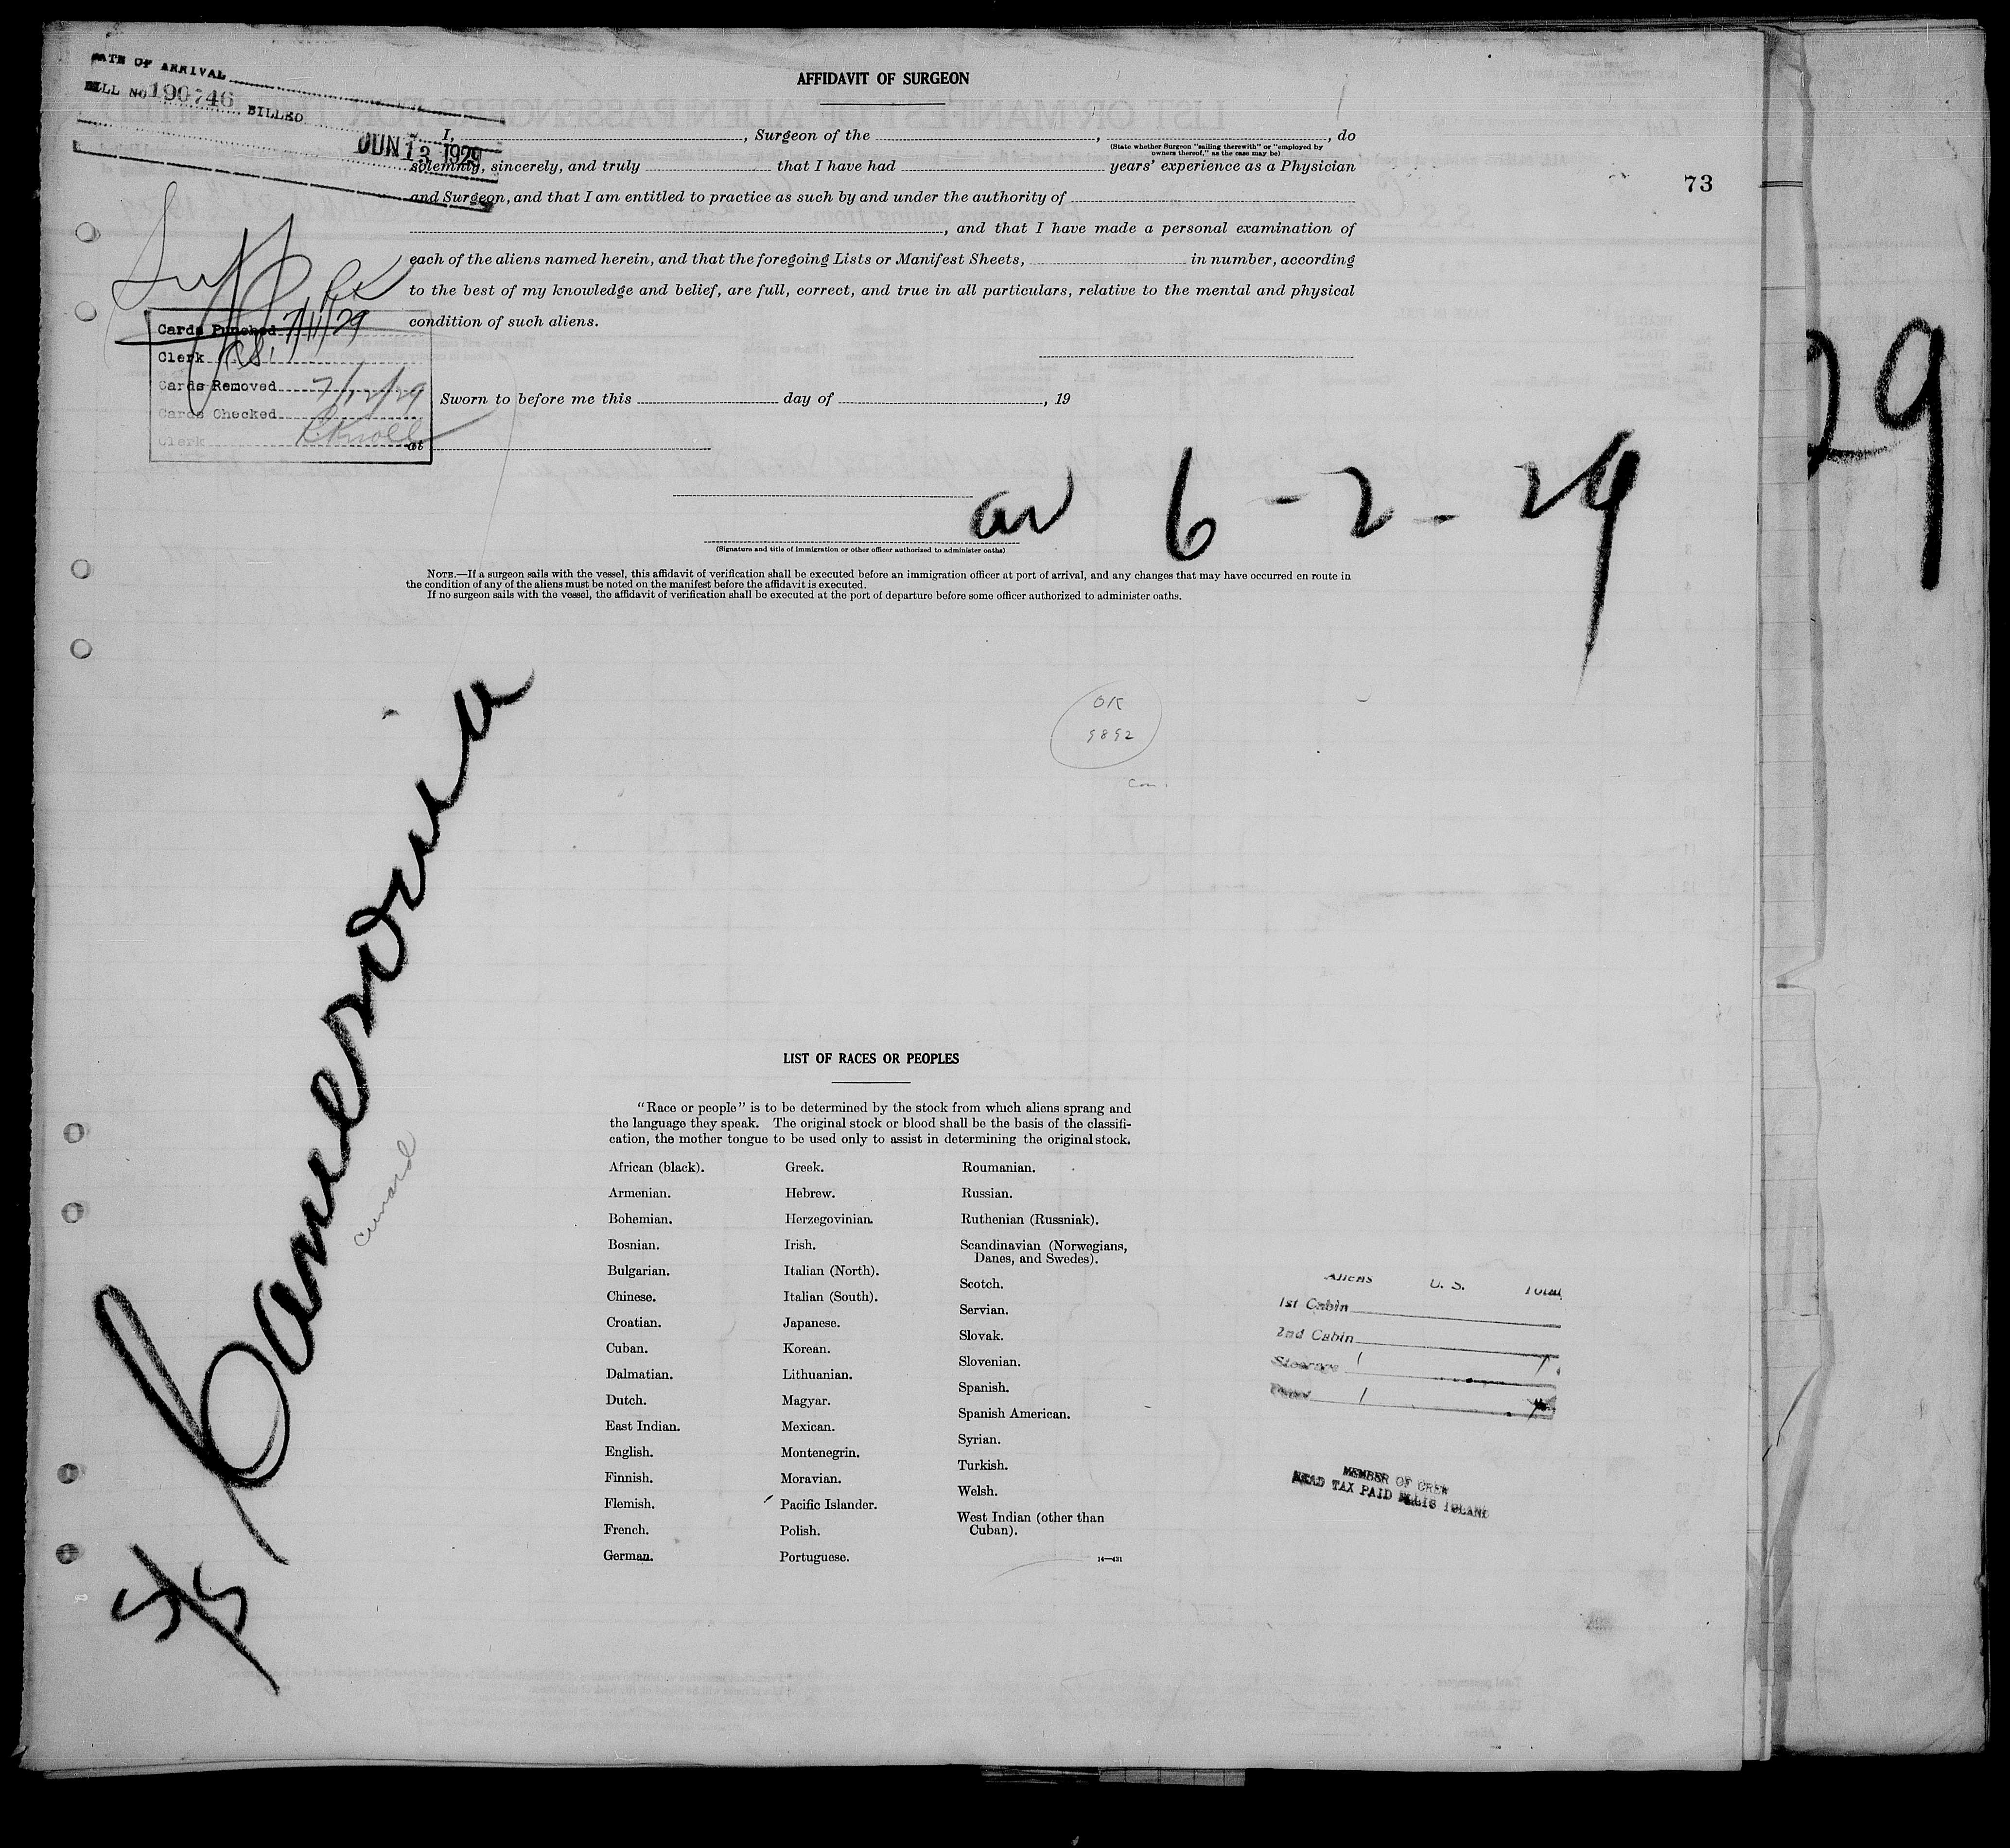 DATE OF ARRIVAL
BILL NO 190746 BILLED
JUN 13 1929
AFFIDAVIT OF SURGEON
I, , Surgeon of the , , do
(State whether Surgeon "sailing therewith" or "employed by
owners thereof," as the case may be)
solemnly, sincerely, and truly that I have had years' experience as a Physician
and Surgeon, and that I am entitled to practice as such by and under the authority of
, and that I have made a personal examination of
each of the aliens named herein, and that the foregoing Lists or Manifest Sheets, in number, according
to the best of my knowledge and belief, are full, correct, and true in all particulars, relative to the mental and physical
condition of such aliens.
73
Cards Punched 7/11/29
Clerk
Cards Removed 7/12/29
Cards Checked
Clerk
Sworn to before me this day of , 19
at
(Signature and title of immigration or other officer authorized to administer oaths)
ar 6-2-29
29
NOTE.—If a surgeon sails with the vessel, this affidavit of verification shall be executed before an immigration officer at port of arrival, and any changes that may have occurred en route in
the condition of any of the aliens must be noted on the manifest before the affidavit is executed.
If no surgeon sails with the vessel, the affidavit of verification shall be executed at the port of departure before some officer authorized to administer oaths.
OK
9892
Con.
S/S Cameronia
cunard
LIST OF RACES OR PEOPLES
"Race or people" is to be determined by the stock from which aliens sprang and
the language they speak. The original stock or blood shall be the basis of the classifi-
cation, the mother tongue to be used only to assist in determining the original stock.
African (black).
Armenian.
Bohemian.
Bosnian.
Bulgarian.
Chinese.
Croatian.
Cuban.
Dalmatian.
Dutch.
East Indian.
English.
Finnish.
Flemish.
French.
German.
Greek.
Hebrew.
Herzegovinian.
Irish.
Italian (North).
Italian (South).
Japanese.
Korean.
Lithuanian.
Magyar.
Mexican.
Montenegrin.
Moravian.
Pacific Islander.
Polish.
Portuguese.
Roumanian.
Russian.
Ruthenian (Russniak).
Scandinavian (Norwegians,
Danes, and Swedes).
Scotch.
Servian.
Slovak.
Slovenian.
Spanish.
Spanish American.
Syrian.
Turkish.
Welsh.
West Indian (other than
Cuban).
14—431
Aliens U. S. Total
1st Cabin
2nd Cabin
Steerage 1 1
Total 1
MEMBER OF CREW
HEAD TAX PAID ELLIS ISLAND